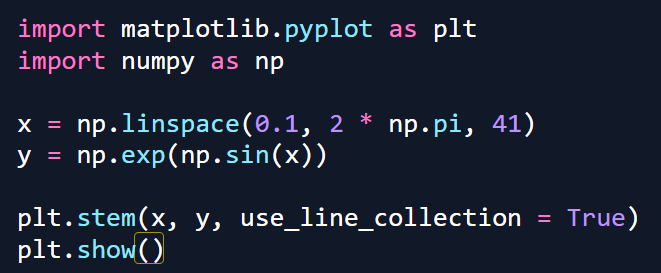 import matplotlib.pyplot as plt
import numpy as np
x = np.linspace(0.1, 2 * np.pi, 41)
y = np.exp(np.sin(x))
plt.stem(x, y, use_line_collection = True)
plt.show()